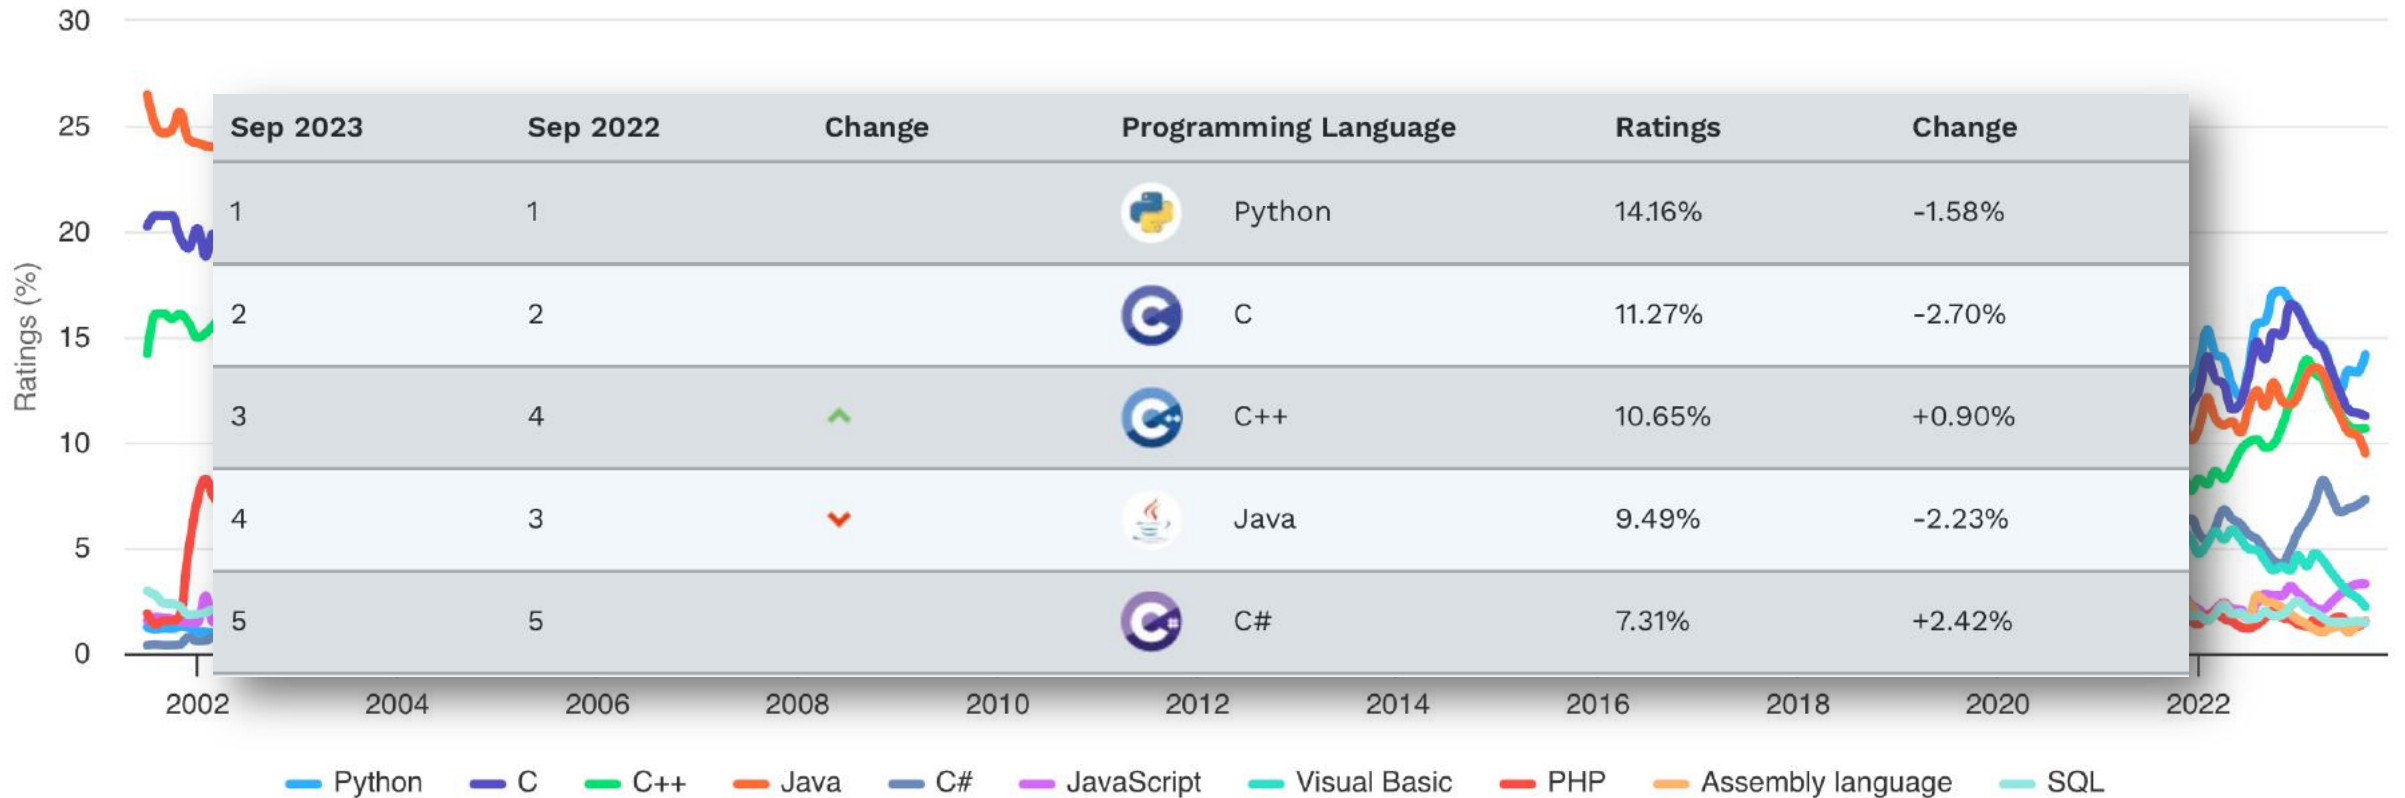 30
25
20
15
10
5
0
Ratings (%)
Sep 2023 Sep 2022 Change Programming Language Ratings Change
1 1 Python 14.16% -1.58%
2 2 C 11.27% -2.70%
3 4 C++ 10.65% +0.90%
4 3 Java 9.49% -2.23%
5 5 C# 7.31% +2.42%
2002 2004 2006 2008 2010 2012 2014 2016 2018 2020 2022
Python C C++ Java C# JavaScript Visual Basic PHP Assembly language SQL